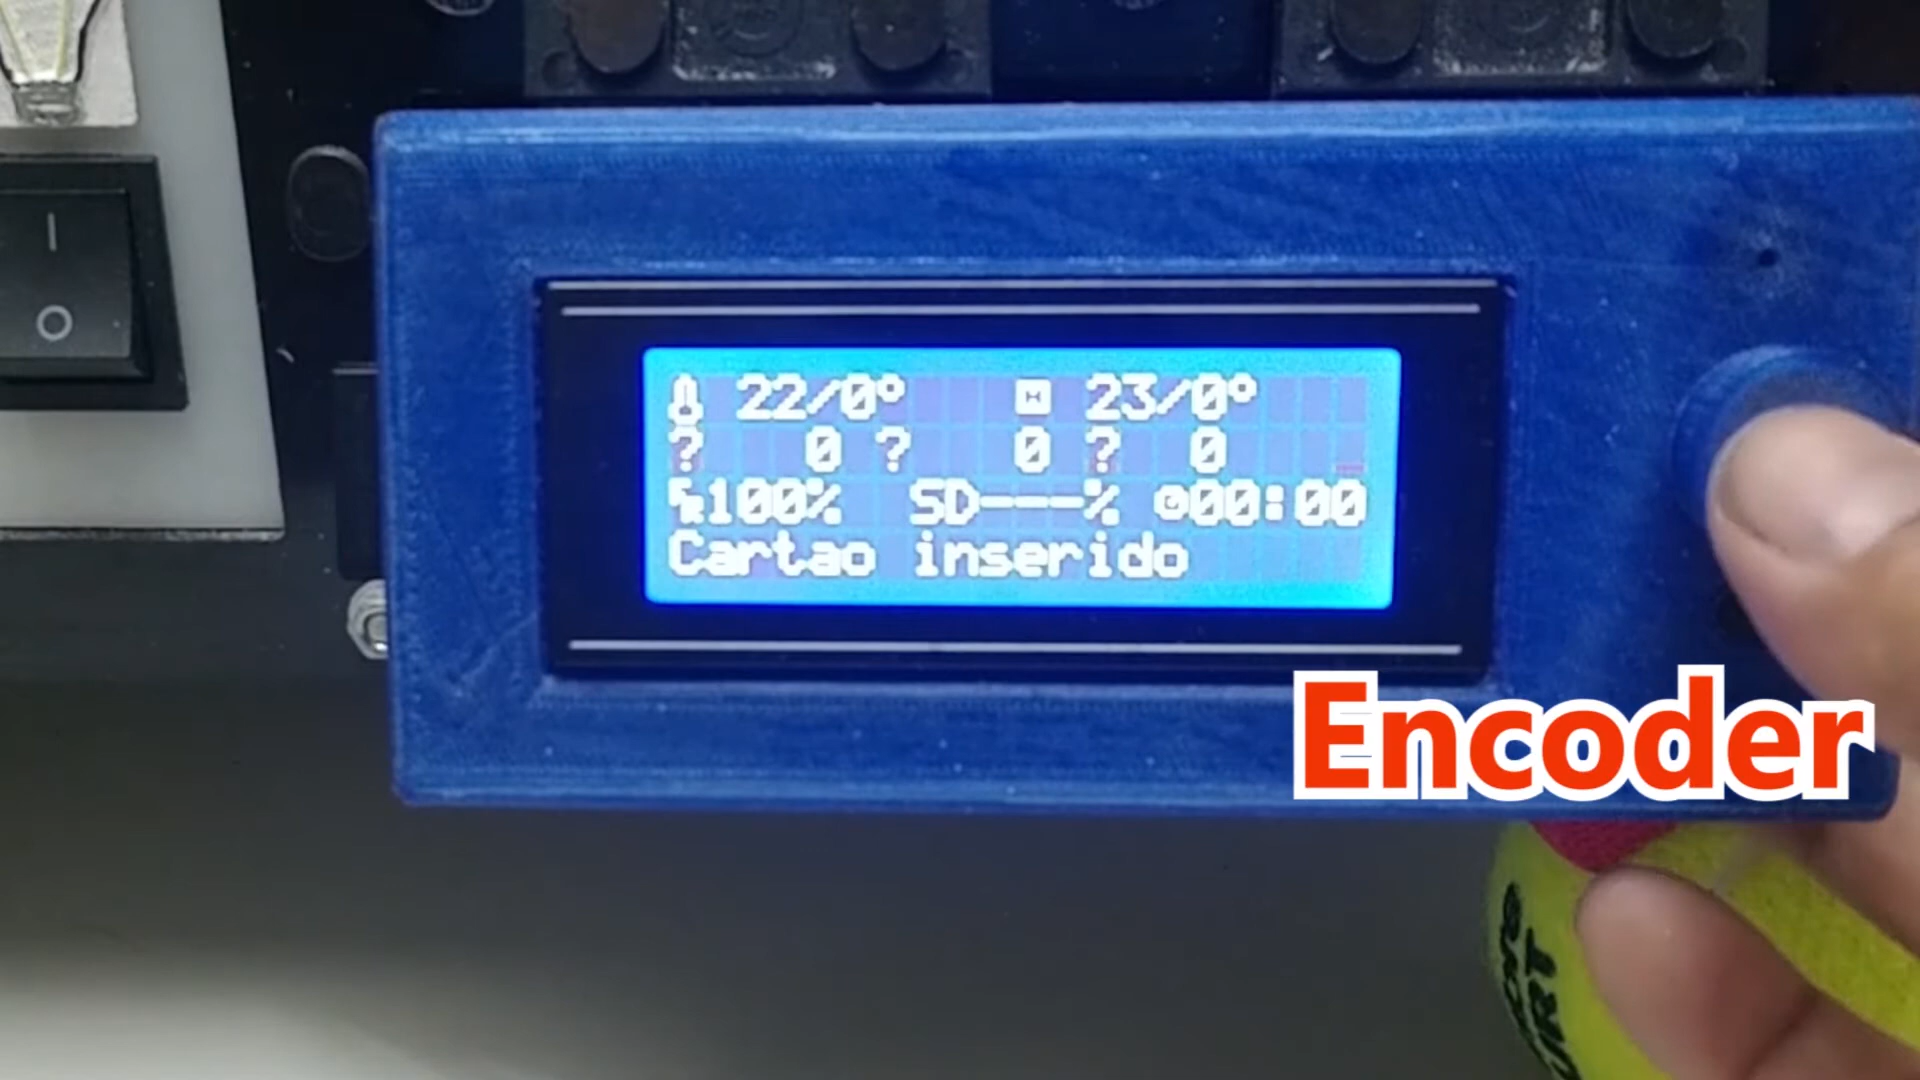 22/0° 23/0°
? 0 ? 0 ? 0
100% SD---% 00:00
Cartao inserido
Encoder